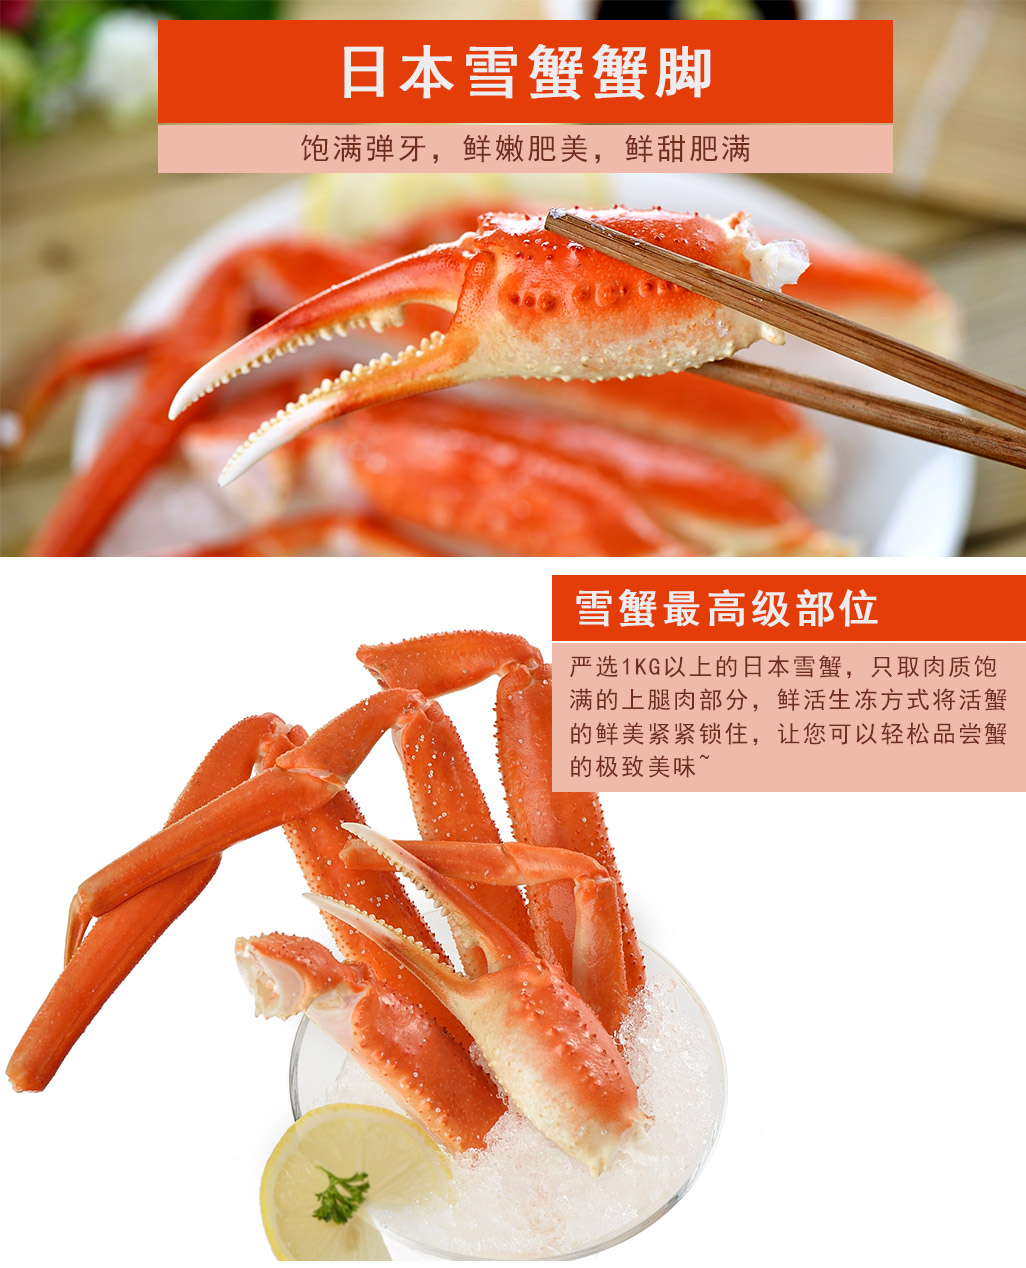 日本雪蟹蟹脚
饱满弹牙，鲜嫩肥美，鲜甜肥满
雪蟹最高级部位
严选1KG以上的日本雪蟹，只取肉质饱
满的上腿肉部分，鲜活生冻方式将活蟹
的鲜美紧紧锁住，让您可以轻松品尝蟹
的极致美味~